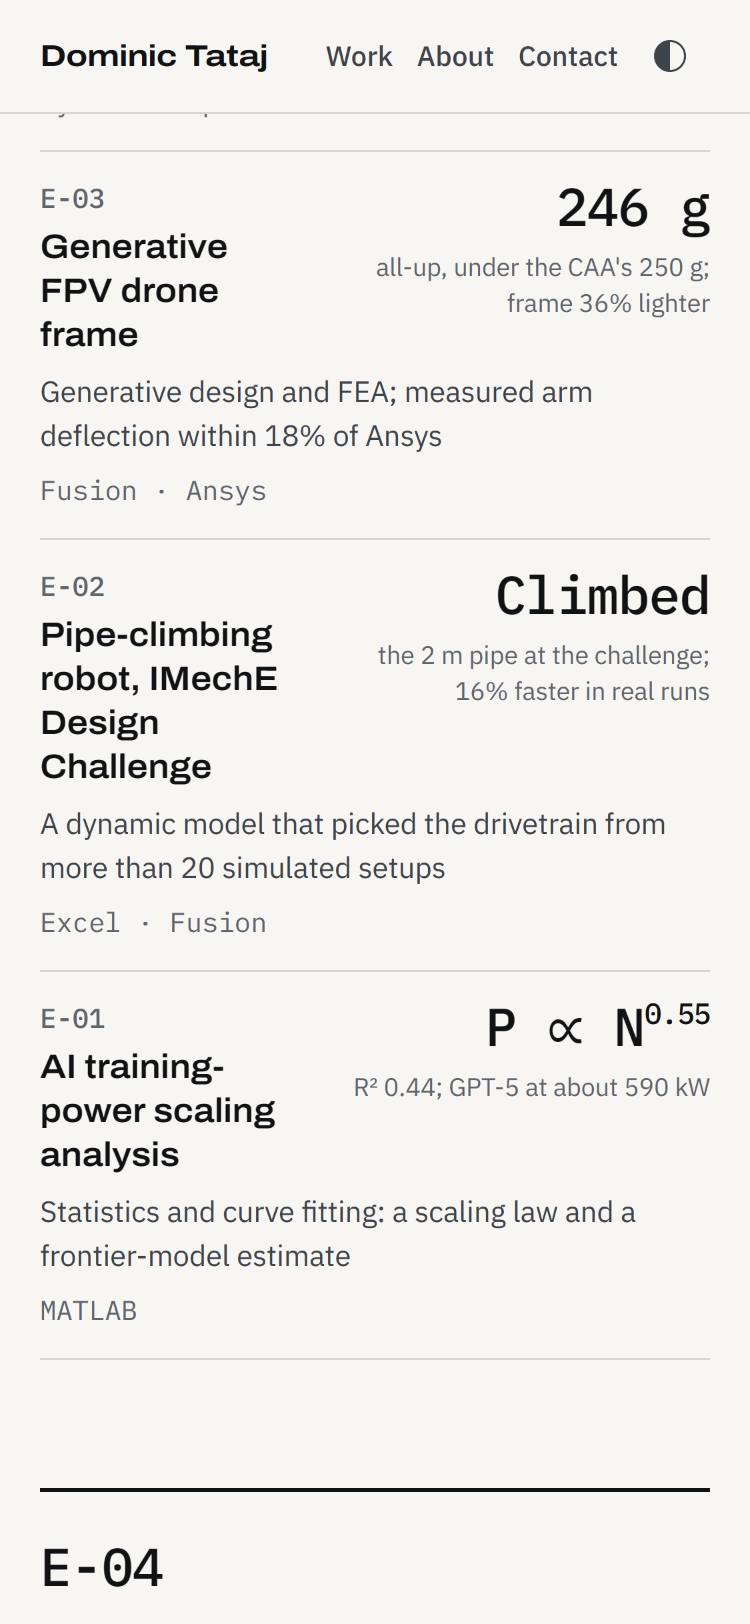 Dominic Tataj Work About Contact
E-03
246 g
Generative
FPV drone
frame
all-up, under the CAA's 250 g;
frame 36% lighter
Generative design and FEA; measured arm
deflection within 18% of Ansys
Fusion · Ansys
E-02
Climbed
Pipe-climbing
robot, IMechE
Design
Challenge
the 2 m pipe at the challenge;
16% faster in real runs
A dynamic model that picked the drivetrain from
more than 20 simulated setups
Excel · Fusion
E-01
P ∝ N^0.55
AI training-
power scaling
analysis
R² 0.44; GPT-5 at about 590 kW
Statistics and curve fitting: a scaling law and a
frontier-model estimate
MATLAB
E-04